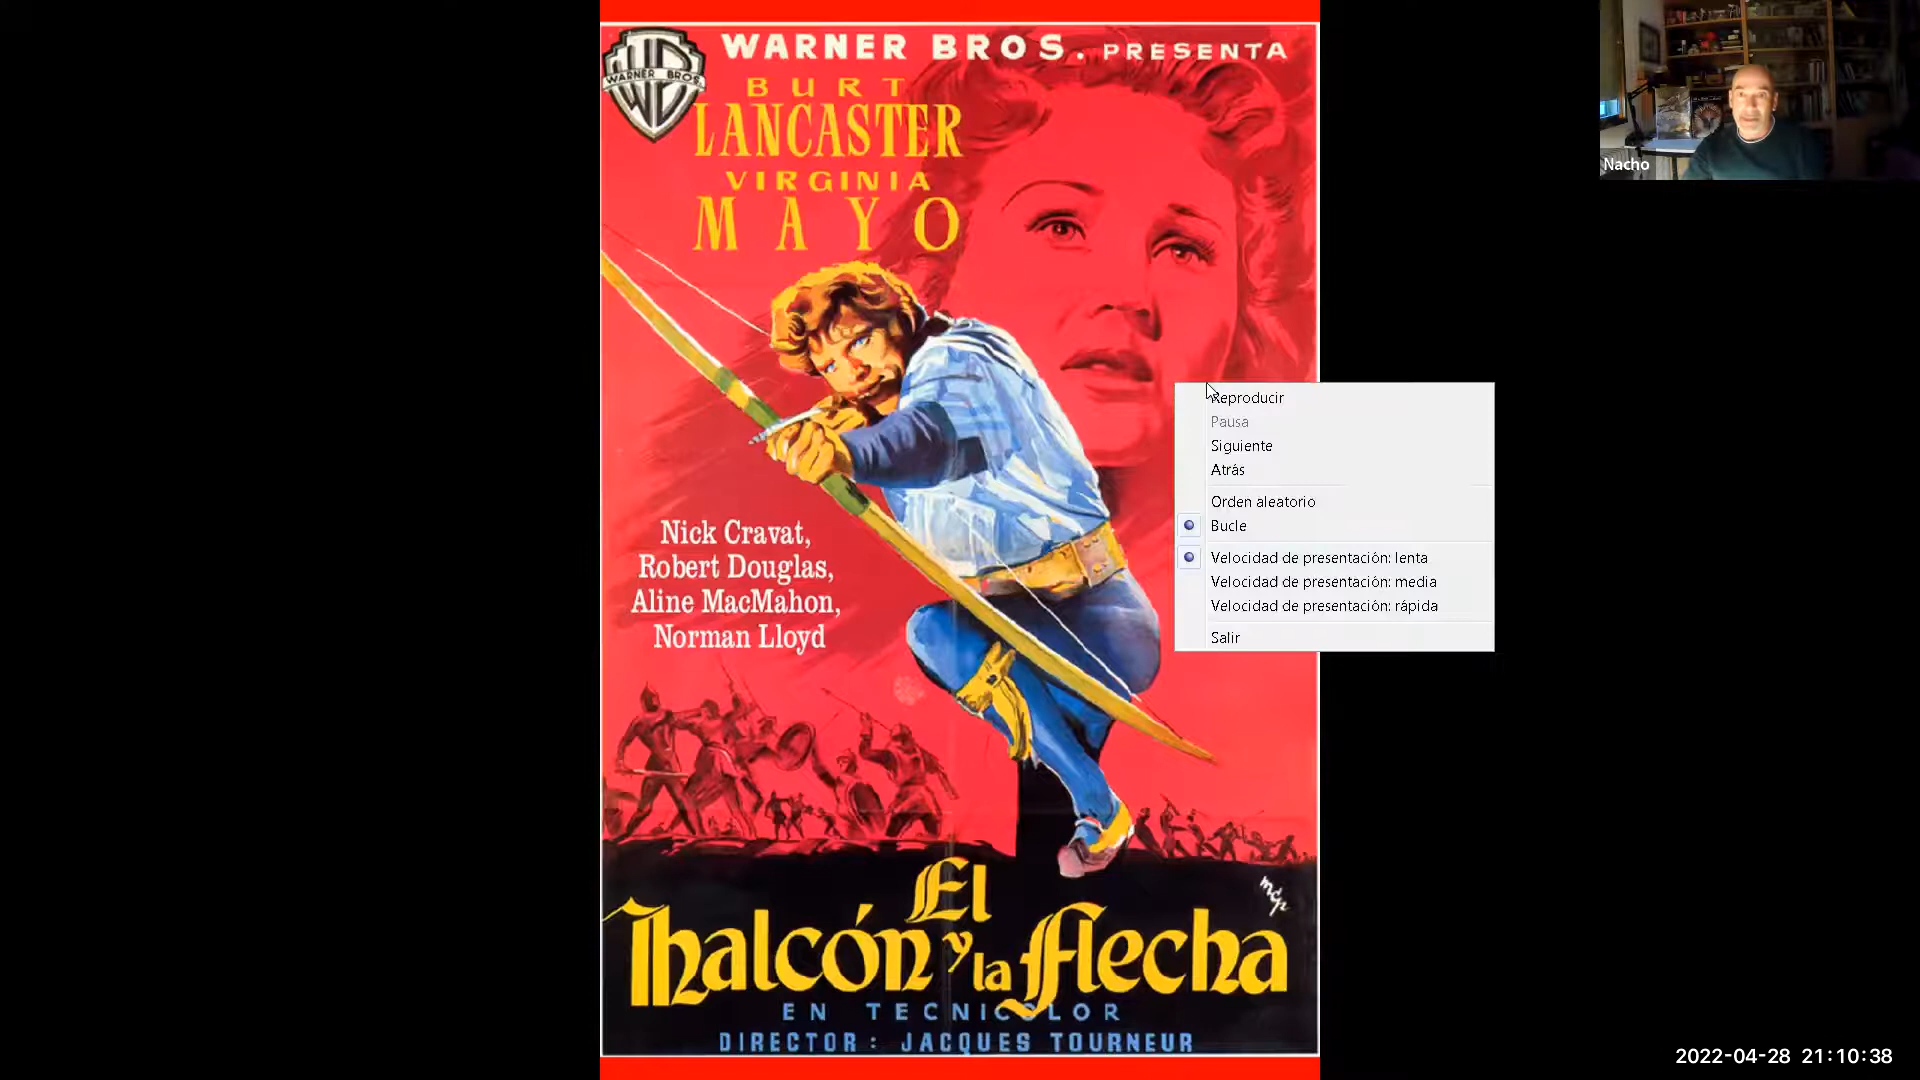 WARNER BROS. PRESENTA
WARNER BROS.
BURT
LANCASTER
VIRGINIA
MAYO
Nick Cravat,
Robert Douglas,
Aline MacMahon,
Norman Lloyd
El
halcón y la flecha
EN TECNICOLOR
DIRECTOR: JACQUES TOURNEUR
mcp
Reproducir
Pausa
Siguiente
Atrás
Orden aleatorio
Bucle
Velocidad de presentación: lenta
Velocidad de presentación: media
Velocidad de presentación: rápida
Salir
Nacho
2022-04-28 21:10:38